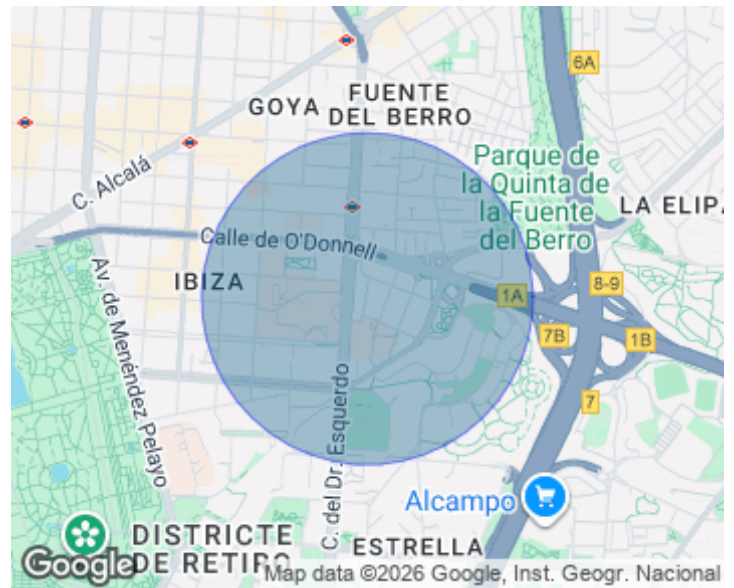 6A
GOYA
FUENTE
DEL BERRO
Parque de
la Quinta de
la Fuente
del Berro
C. Alcalá
LA ELIPA
Calle de O'Donnell
IBIZA
1A
8-9
7B
1B
Av. de Menéndez Pelayo
C. del Dr. Esquerdo
7
Alcampo
DISTRICTE
DE RETIRO
ESTRELLA
Google
Map data ©2026 Google, Inst. Geogr. Nacional